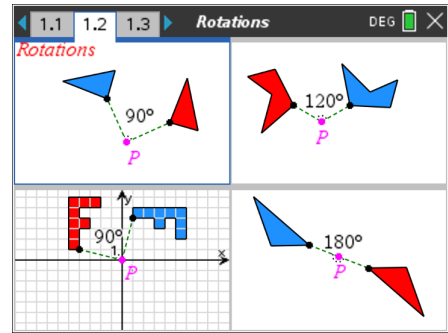 1.1 1.2 1.3 Rotations DEG
Rotations
90°
P
120°
P
y
90°
1
x
P
180°
P